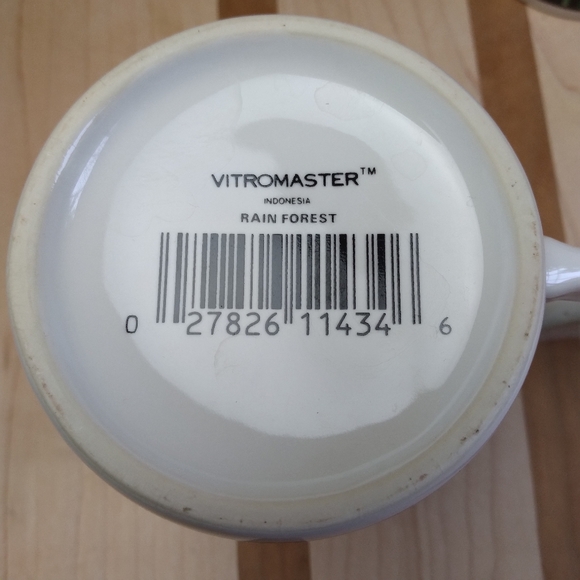 VITROMASTER™
INDONESIA
RAIN FOREST
0 27826 11434 6